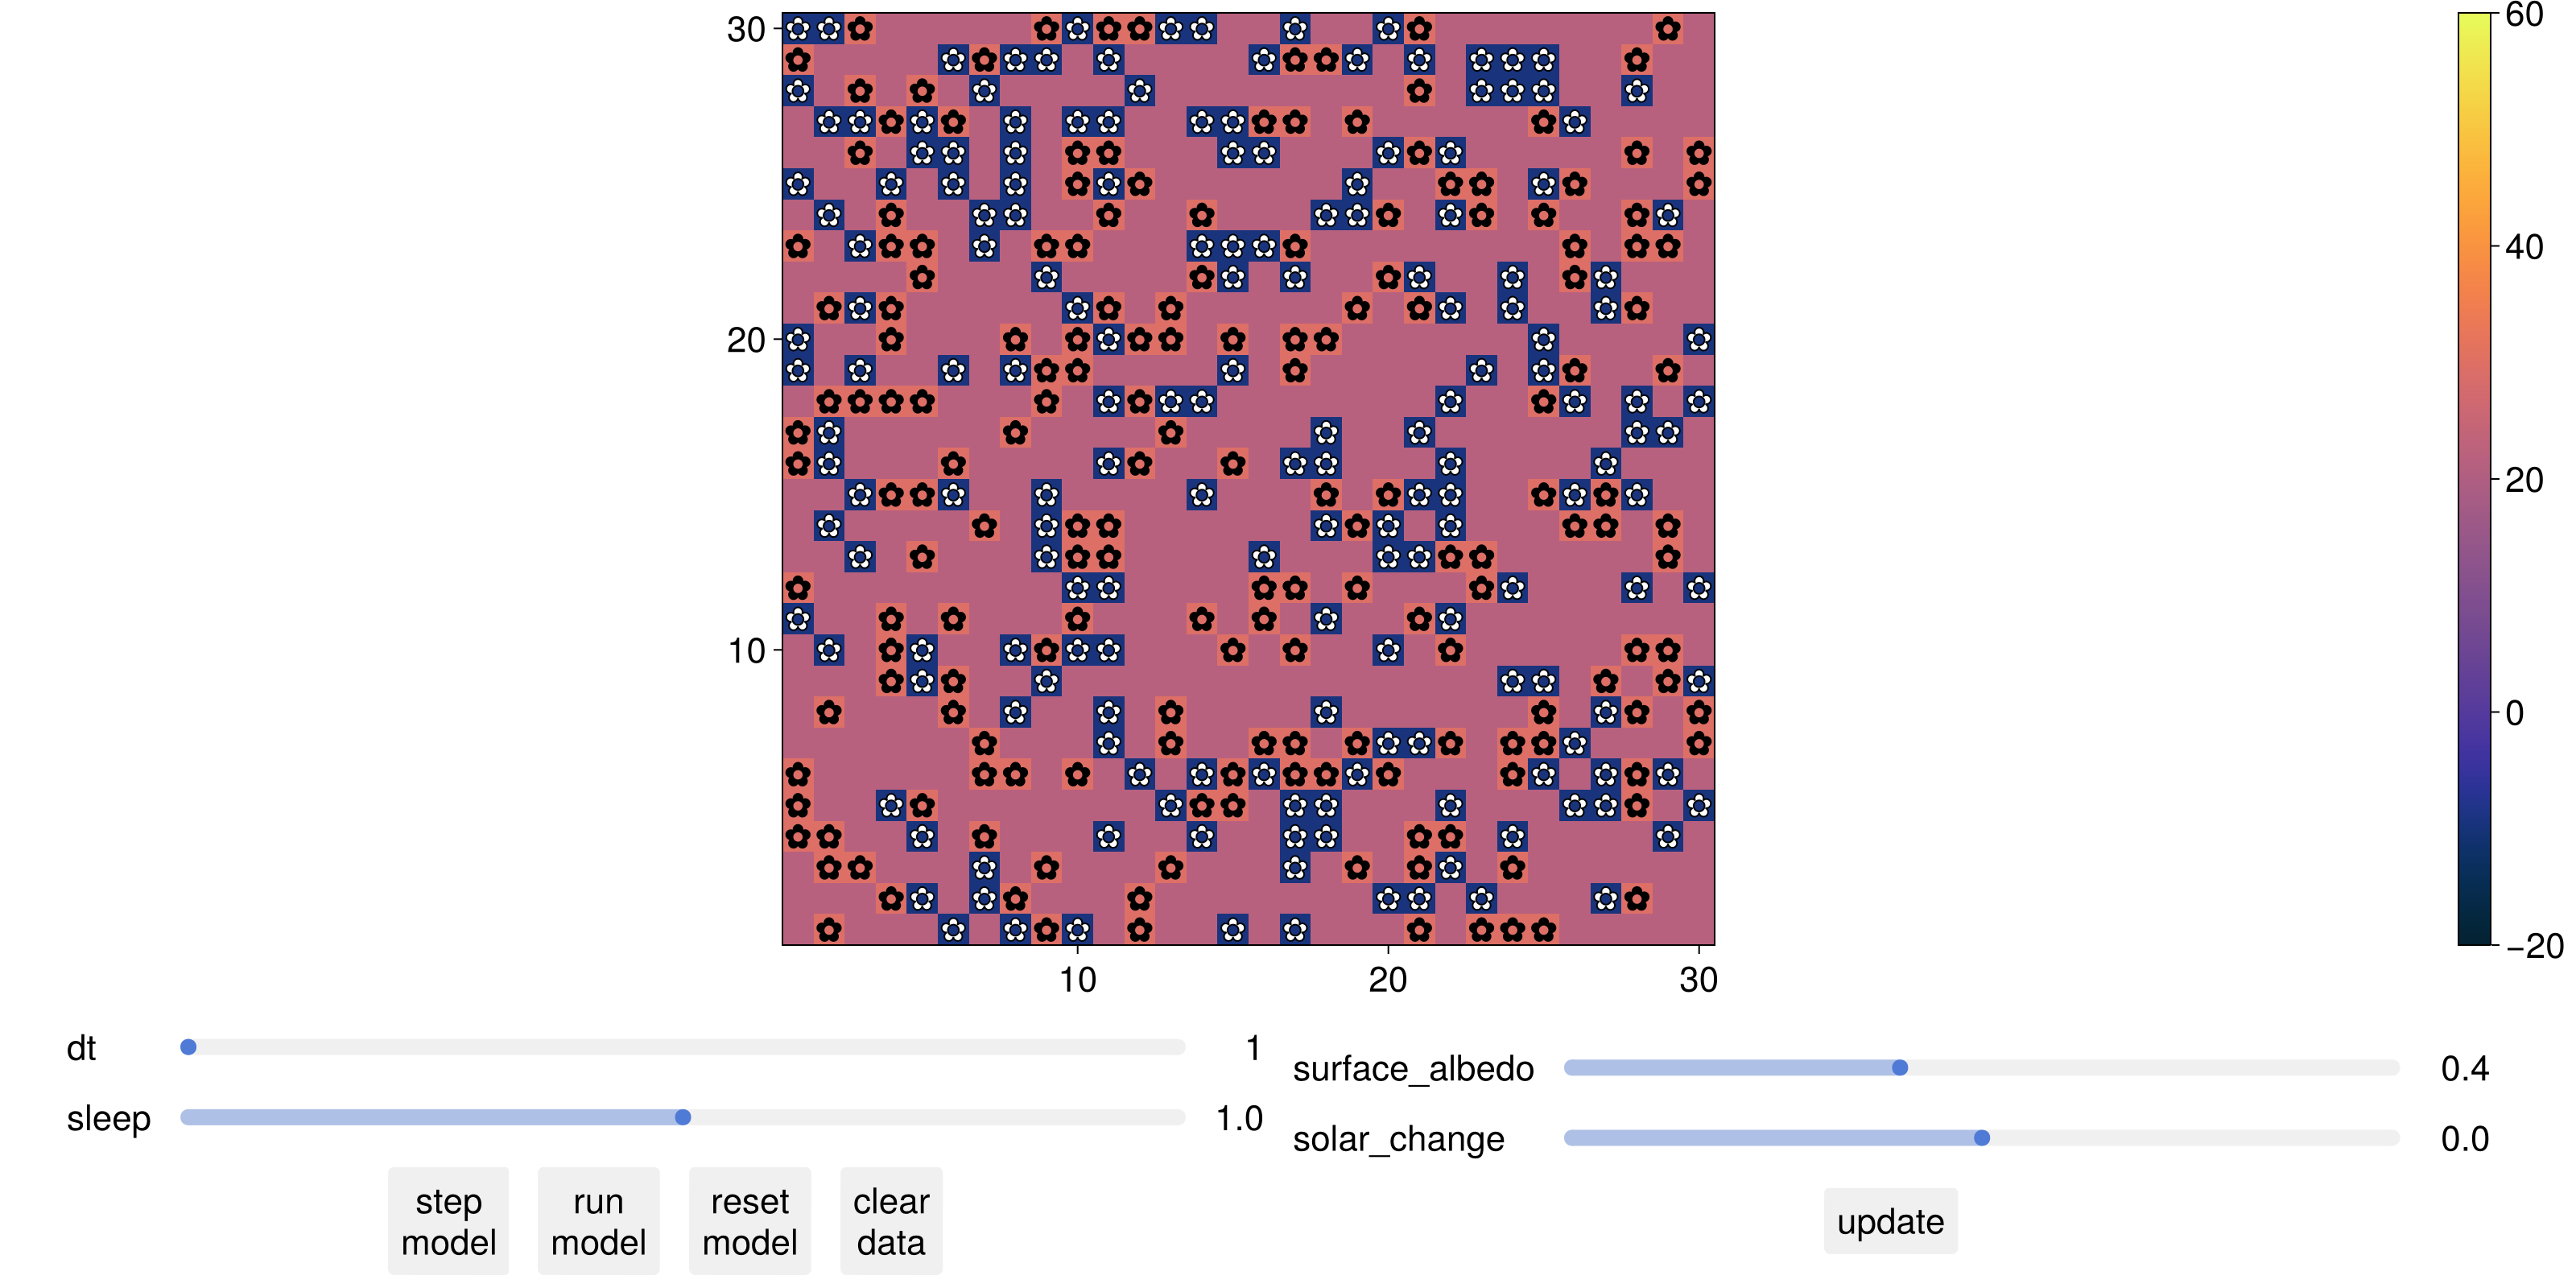 30
20
10
10
20
30
60
40
20
0
−20
dt
1
sleep
1.0
surface_albedo
0.4
solar_change
0.0
step
model
run
model
reset
model
clear
data
update